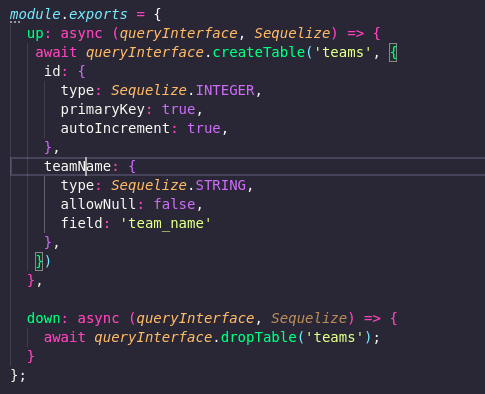 module.exports = {
  up: async (queryInterface, Sequelize) => {
   await queryInterface.createTable('teams', {
    id: {
      type: Sequelize.INTEGER,
      primaryKey: true,
      autoIncrement: true,
    },
    teamName: {
      type: Sequelize.STRING,
      allowNull: false,
      field: 'team_name'
    },
   })
  },
  down: async (queryInterface, Sequelize) => {
    await queryInterface.dropTable('teams');
  }
};